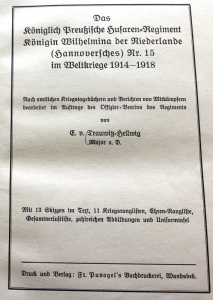 Das
Königlich Preußische Husaren-Regiment
Königin Wilhelmina der Niederlande
(Hannoversches) Nr. 15
im Weltkriege 1914–1918
Nach amtlichen Kriegstagebüchern und Berichten von Mitkämpfern
bearbeitet im Auftrage des Offizier-Vereins des Regiments
von
E. v. Trauwitz-Hellwig
Major a. D.
Mit 13 Skizzen im Text, 11 Kriegsranglisten, Ehren-Rangliste,
Gesamtverlustliste, zahlreichen Abbildungen und Uniformtafel
Druck und Verlag: Fr. Puvogel's Buchdruckerei, Wandsbek.